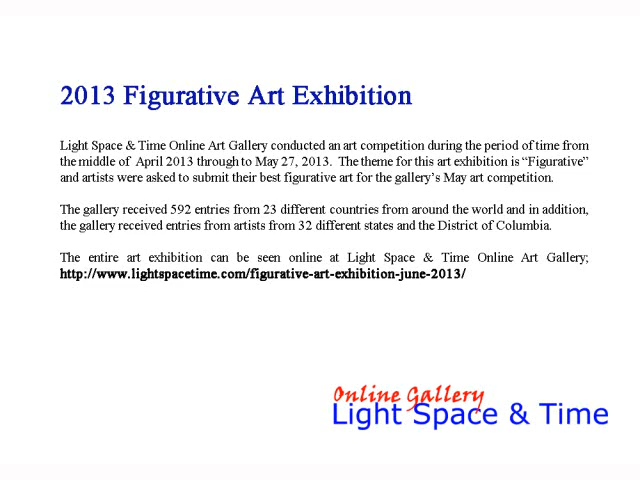 2013 Figurative Art Exhibition
Light Space & Time Online Art Gallery conducted an art competition during the period of time from
the middle of April 2013 through to May 27, 2013. The theme for this art exhibition is “Figurative”
and artists were asked to submit their best figurative art for the gallery’s May art competition.
The gallery received 592 entries from 23 different countries from around the world and in addition,
the gallery received entries from artists from 32 different states and the District of Columbia.
The entire art exhibition can be seen online at Light Space & Time Online Art Gallery;
http://www.lightspacetime.com/figurative-art-exhibition-june-2013/
Online Gallery
Light Space & Time